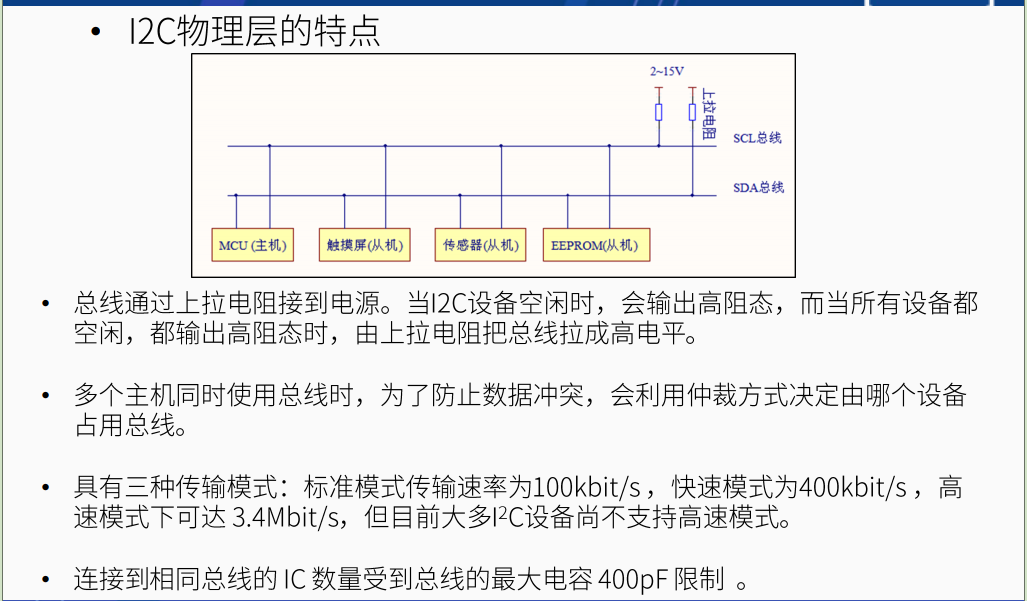 • I2C物理层的特点
2~15V
上拉电阻
SCL总线
SDA总线
MCU (主机)
触摸屏(从机)
传感器(从机)
EEPROM(从机)
• 总线通过上拉电阻接到电源。当I2C设备空闲时，会输出高阻态，而当所有设备都
空闲，都输出高阻态时，由上拉电阻把总线拉成高电平。
• 多个主机同时使用总线时，为了防止数据冲突，会利用仲裁方式决定由哪个设备
占用总线。
• 具有三种传输模式：标准模式传输速率为100kbit/s ，快速模式为400kbit/s ，高
速模式下可达 3.4Mbit/s，但目前大多I²C设备尚不支持高速模式。
• 连接到相同总线的 IC 数量受到总线的最大电容 400pF 限制 。